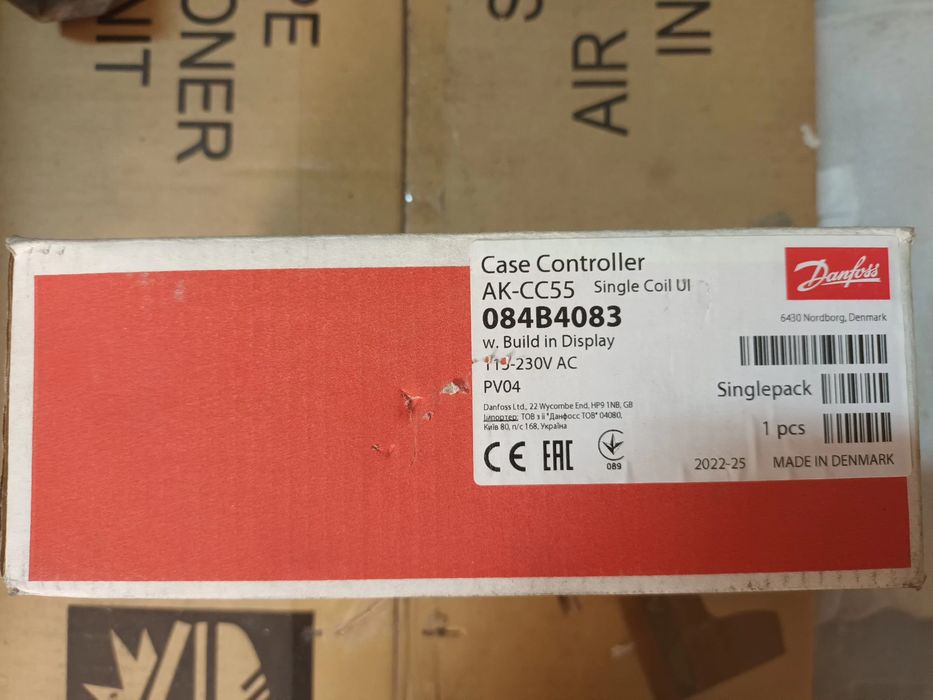 PE
ONER
NIT
S
AIR
IN
Case Controller
AK-CC55 Single Coil UI
084B4083
w. Build in Display
115-230V AC
PV04
Danfoss Ltd., 22 Wycombe End, HP9 1NB, GB
Імпортер: ТОВ з іі "Данфосс ТОВ" 04080,
Київ 80, п/с 168, Україна
CE EAC
089
Danfoss
6430 Nordborg, Denmark
Singlepack
1 pcs
2022-25 MADE IN DENMARK